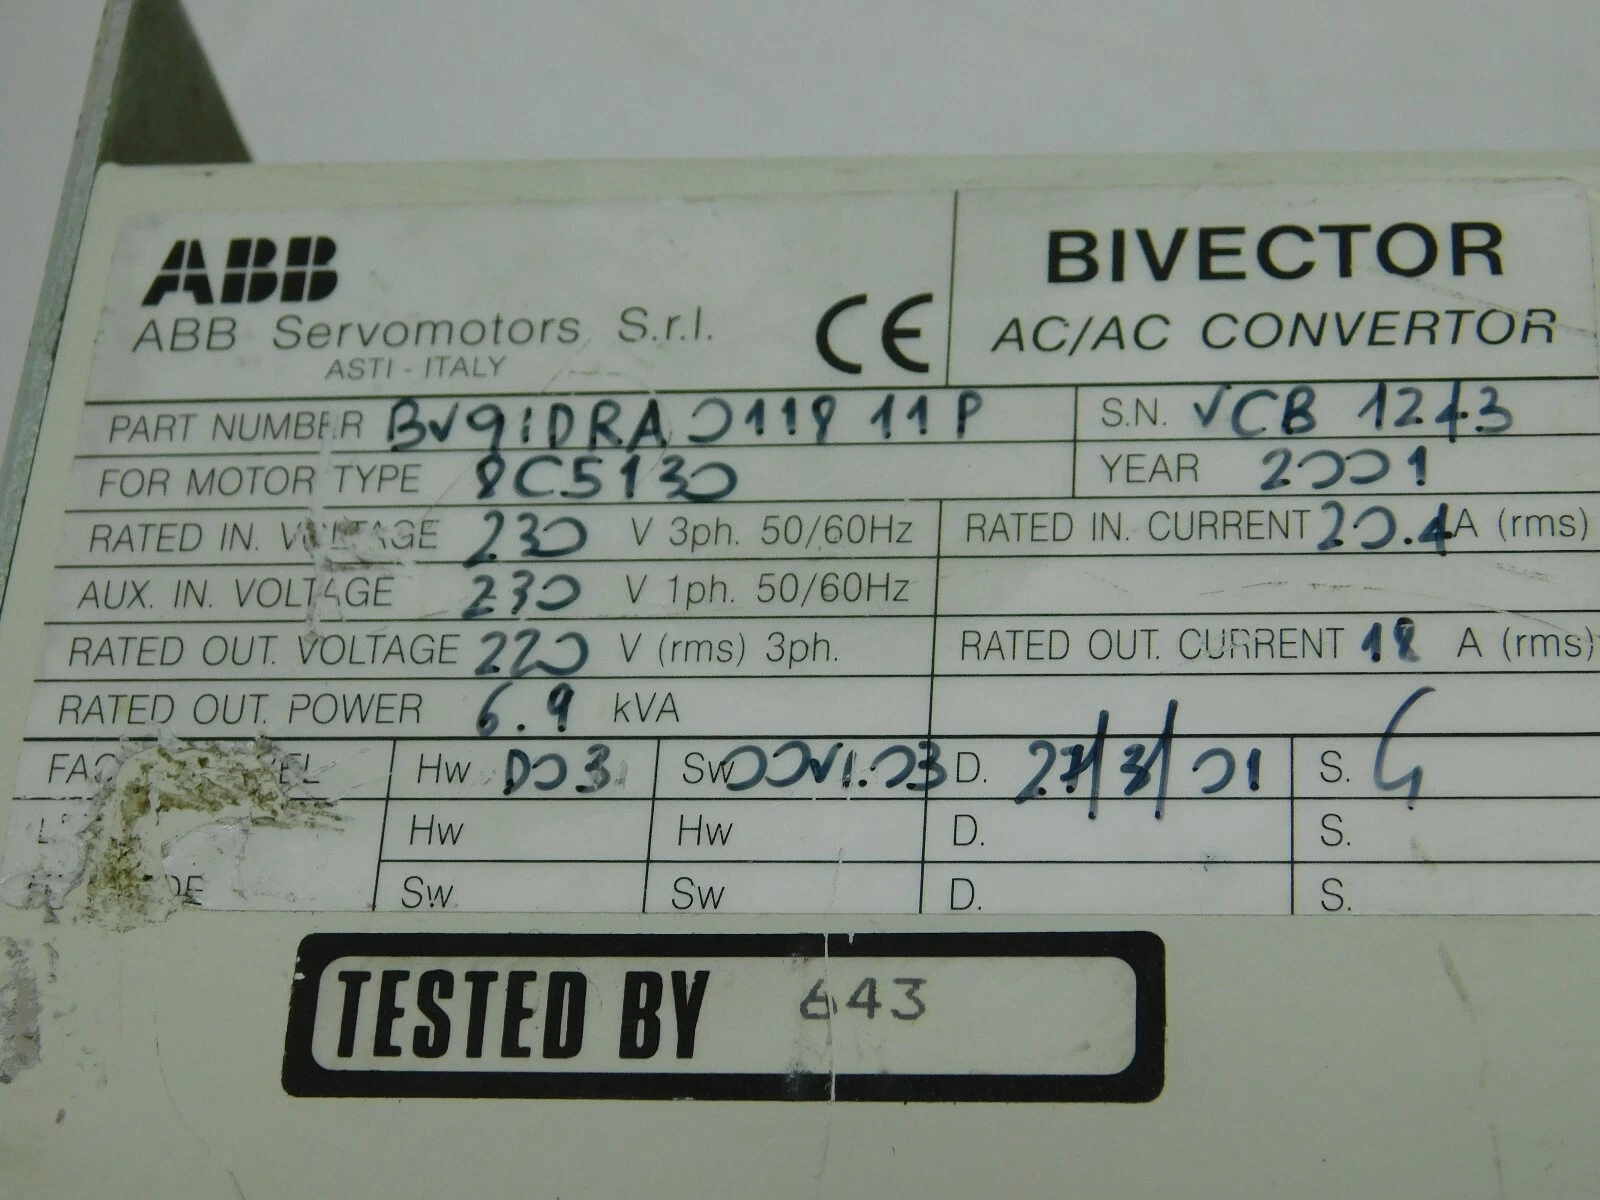 ABB
ABB Servomotors S.r.l.
ASTI - ITALY
CE
BIVECTOR
AC/AC CONVERTOR
PART NUMBER BV91DRA011811P
S.N. VCB 1243
FOR MOTOR TYPE 8C5130
YEAR 2001
RATED IN. VOLTAGE 230 V 3ph. 50/60Hz
RATED IN. CURRENT 20.4A (rms)
AUX. IN. VOLTAGE 230 V 1ph. 50/60Hz
RATED OUT. VOLTAGE 220 V (rms) 3ph.
RATED OUT. CURRENT 18 A (rms)
RATED OUT. POWER 6.9 kVA
Hw D03 Sw 00V1.03 D. 27/3/01 S.
Hw Hw D. S.
Sw Sw D. S.
TESTED BY 643